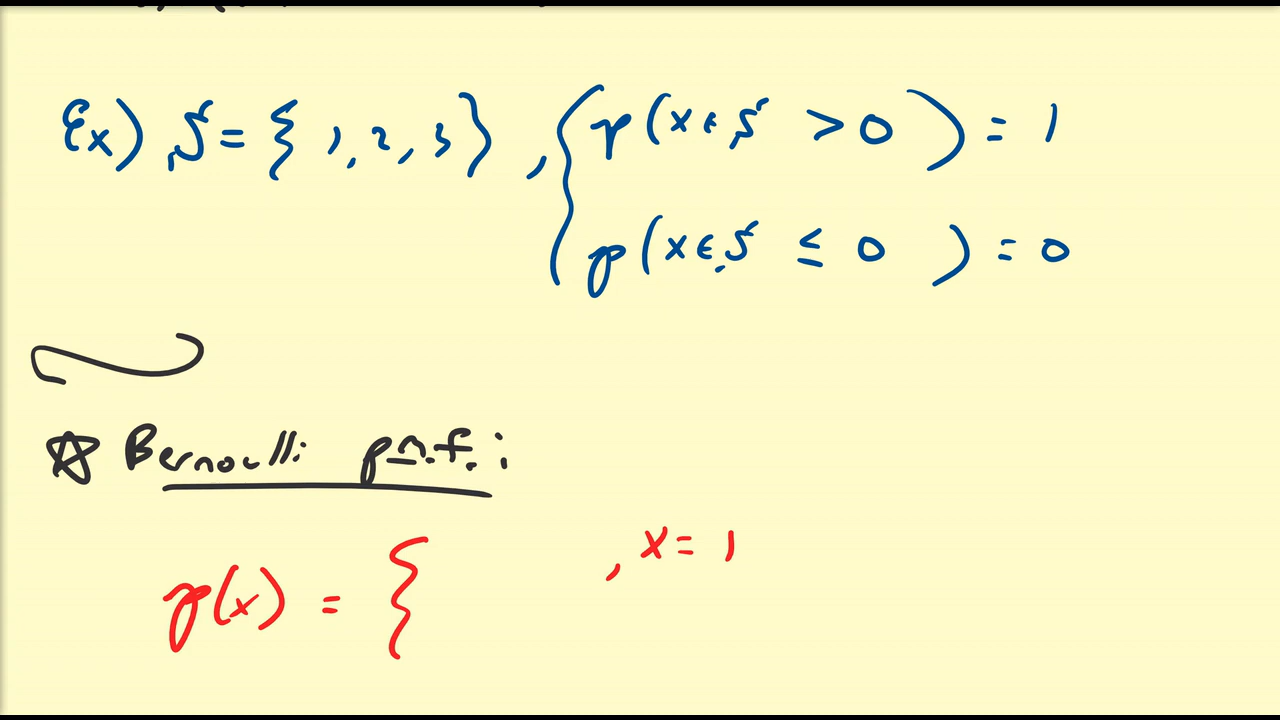 Ex) S = { 1, 2, 3 } , { p(x ∈ S > 0 ) = 1
p(x ∈ S ≤ 0 ) = 0
☆ Bernoulli p.m.f. :
p(x) = { , x = 1